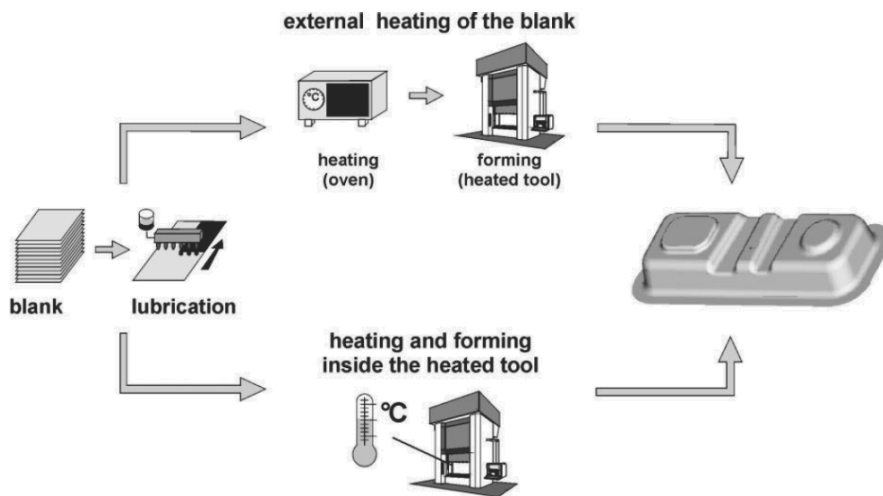 external heating of the blank
°C
heating
(oven)
forming
(heated tool)
blank
lubrication
heating and forming
inside the heated tool
°C